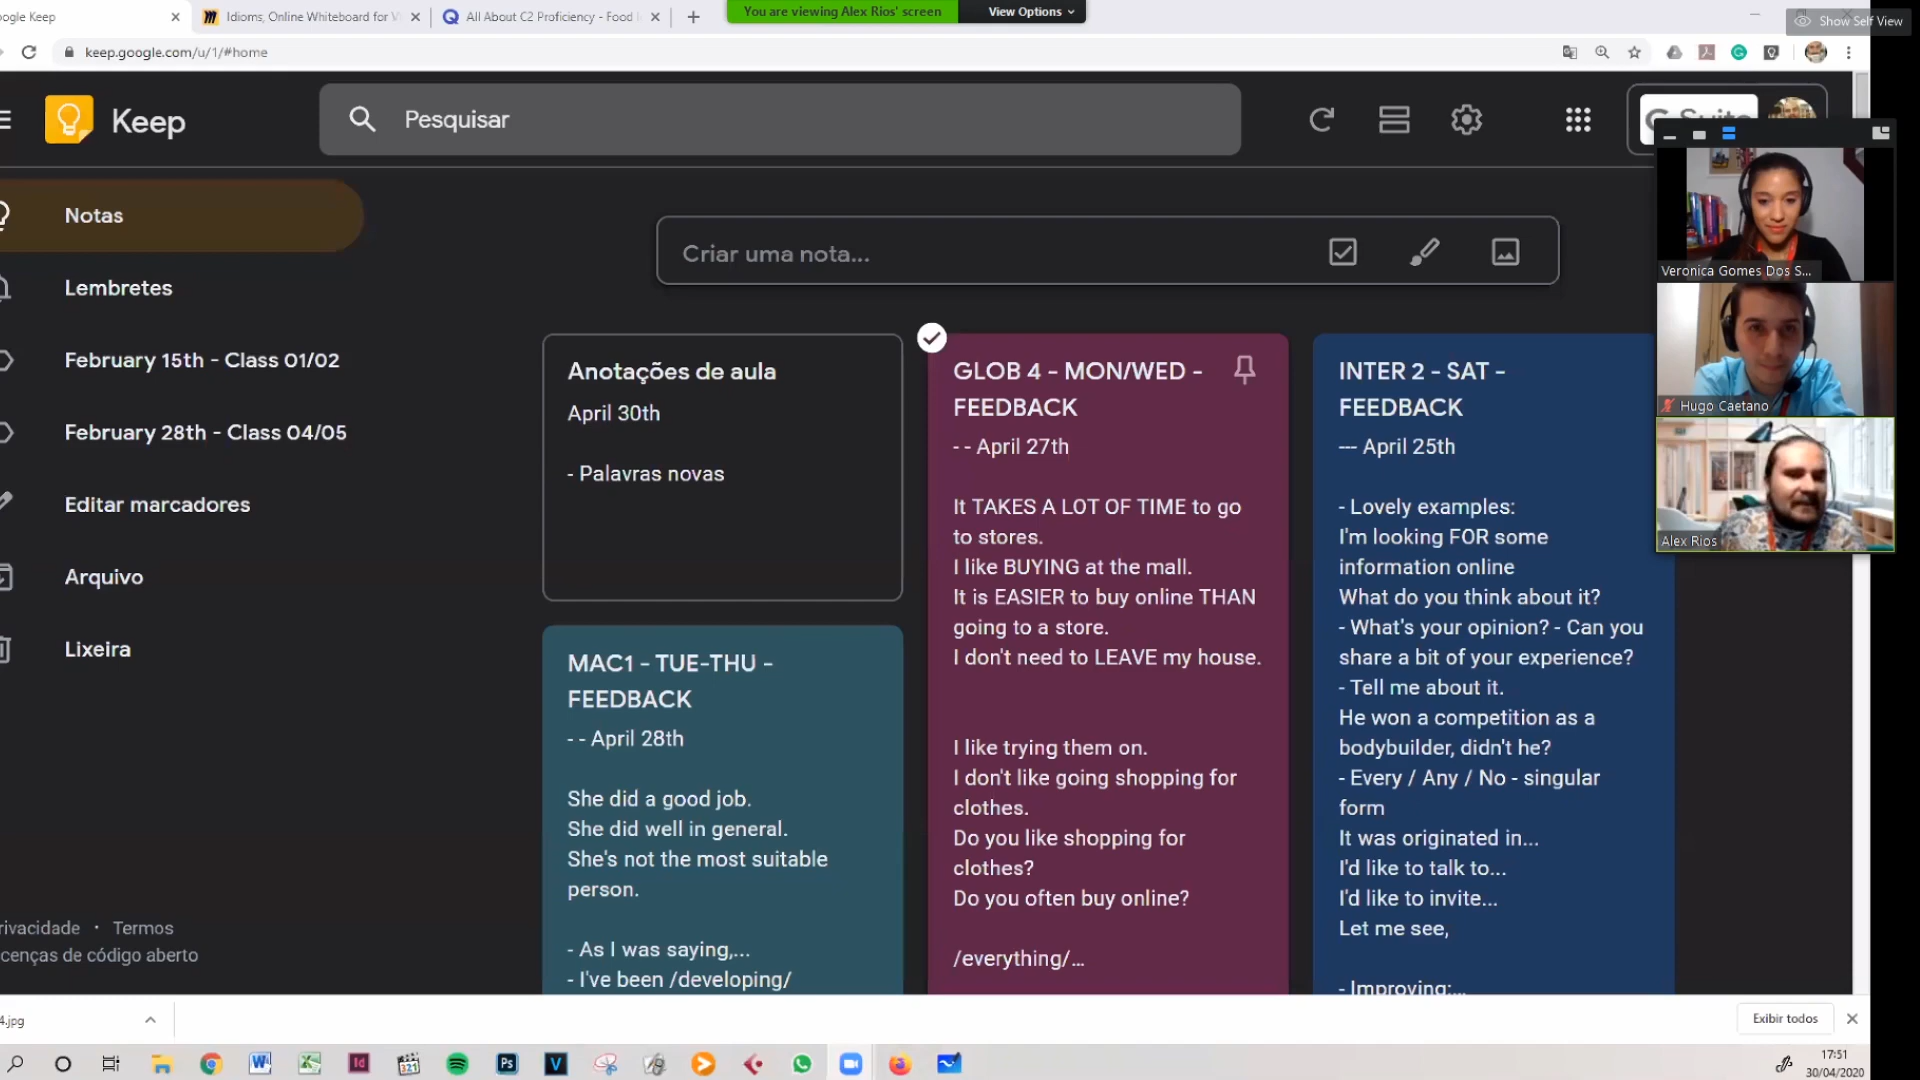 oogle Keep
Idioms, Online Whiteboard for V
All About C2 Proficiency - Food I
You are viewing Alex Rios' screen
View Options
Show Self View
keep.google.com/u/1/#home
Keep
Pesquisar
G Suite
Notas
Lembretes
February 15th - Class 01/02
February 28th - Class 04/05
Editar marcadores
Arquivo
Lixeira
rivacidade · Termos
cenças de código aberto
Criar uma nota...
Anotações de aula
April 30th
- Palavras novas
MAC1 - TUE-THU -
FEEDBACK
- - April 28th
She did a good job.
She did well in general.
She's not the most suitable
person.
- As I was saying,...
- I've been /developing/
GLOB 4 - MON/WED -
FEEDBACK
- - April 27th
It TAKES A LOT OF TIME to go
to stores.
I like BUYING at the mall.
It is EASIER to buy online THAN
going to a store.
I don't need to LEAVE my house.
I like trying them on.
I don't like going shopping for
clothes.
Do you like shopping for
clothes?
Do you often buy online?
/everything/...
INTER 2 - SAT -
FEEDBACK
--- April 25th
- Lovely examples:
I'm looking FOR some
information online
What do you think about it?
- What's your opinion? - Can you
share a bit of your experience?
- Tell me about it.
He won a competition as a
bodybuilder, didn't he?
- Every / Any / No - singular
form
It was originated in...
I'd like to talk to...
I'd like to invite...
Let me see,
- Improving:...
Veronica Gomes Dos S...
Hugo Caetano
Alex Rios
4.jpg
Exibir todos
17:51
30/04/2020